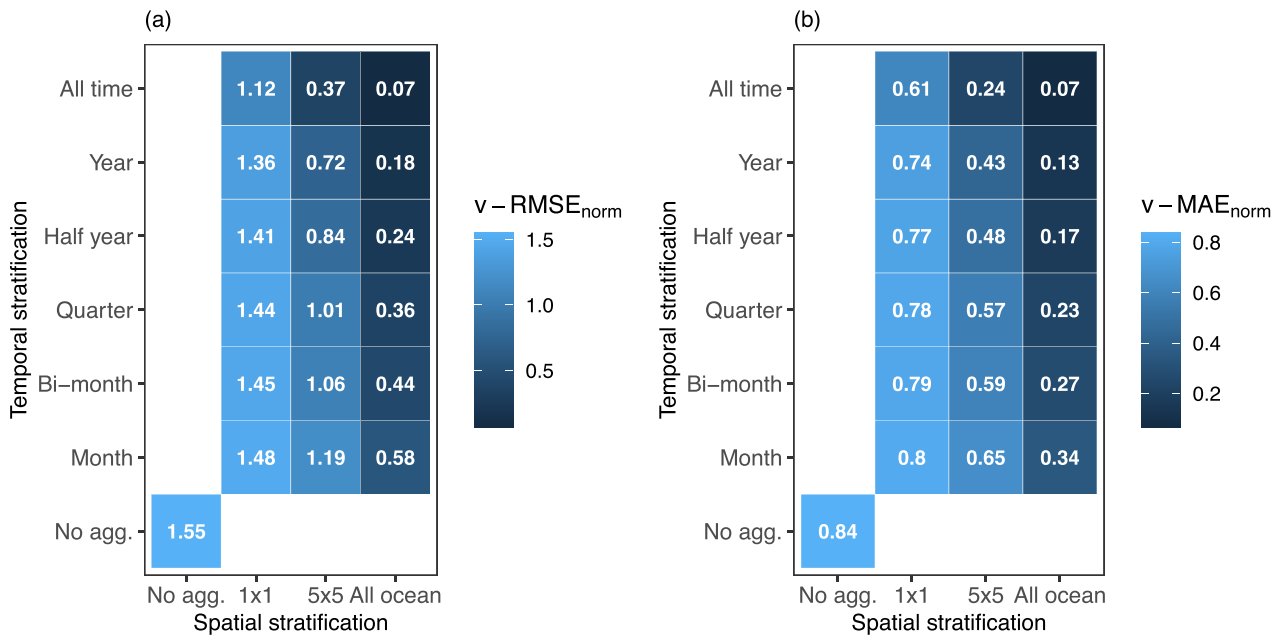 (a)
Temporal stratification
All time 1.12 0.37 0.07
Year 1.36 0.72 0.18
Half year 1.41 0.84 0.24
Quarter 1.44 1.01 0.36
Bi−month 1.45 1.06 0.44
Month 1.48 1.19 0.58
No agg. 1.55
No agg. 1x1 5x5 All ocean
Spatial stratification
v − RMSEnorm
1.5
1.0
0.5
(b)
Temporal stratification
All time 0.61 0.24 0.07
Year 0.74 0.43 0.13
Half year 0.77 0.48 0.17
Quarter 0.78 0.57 0.23
Bi−month 0.79 0.59 0.27
Month 0.8 0.65 0.34
No agg. 0.84
No agg. 1x1 5x5 All ocean
Spatial stratification
v − MAEnorm
0.8
0.6
0.4
0.2